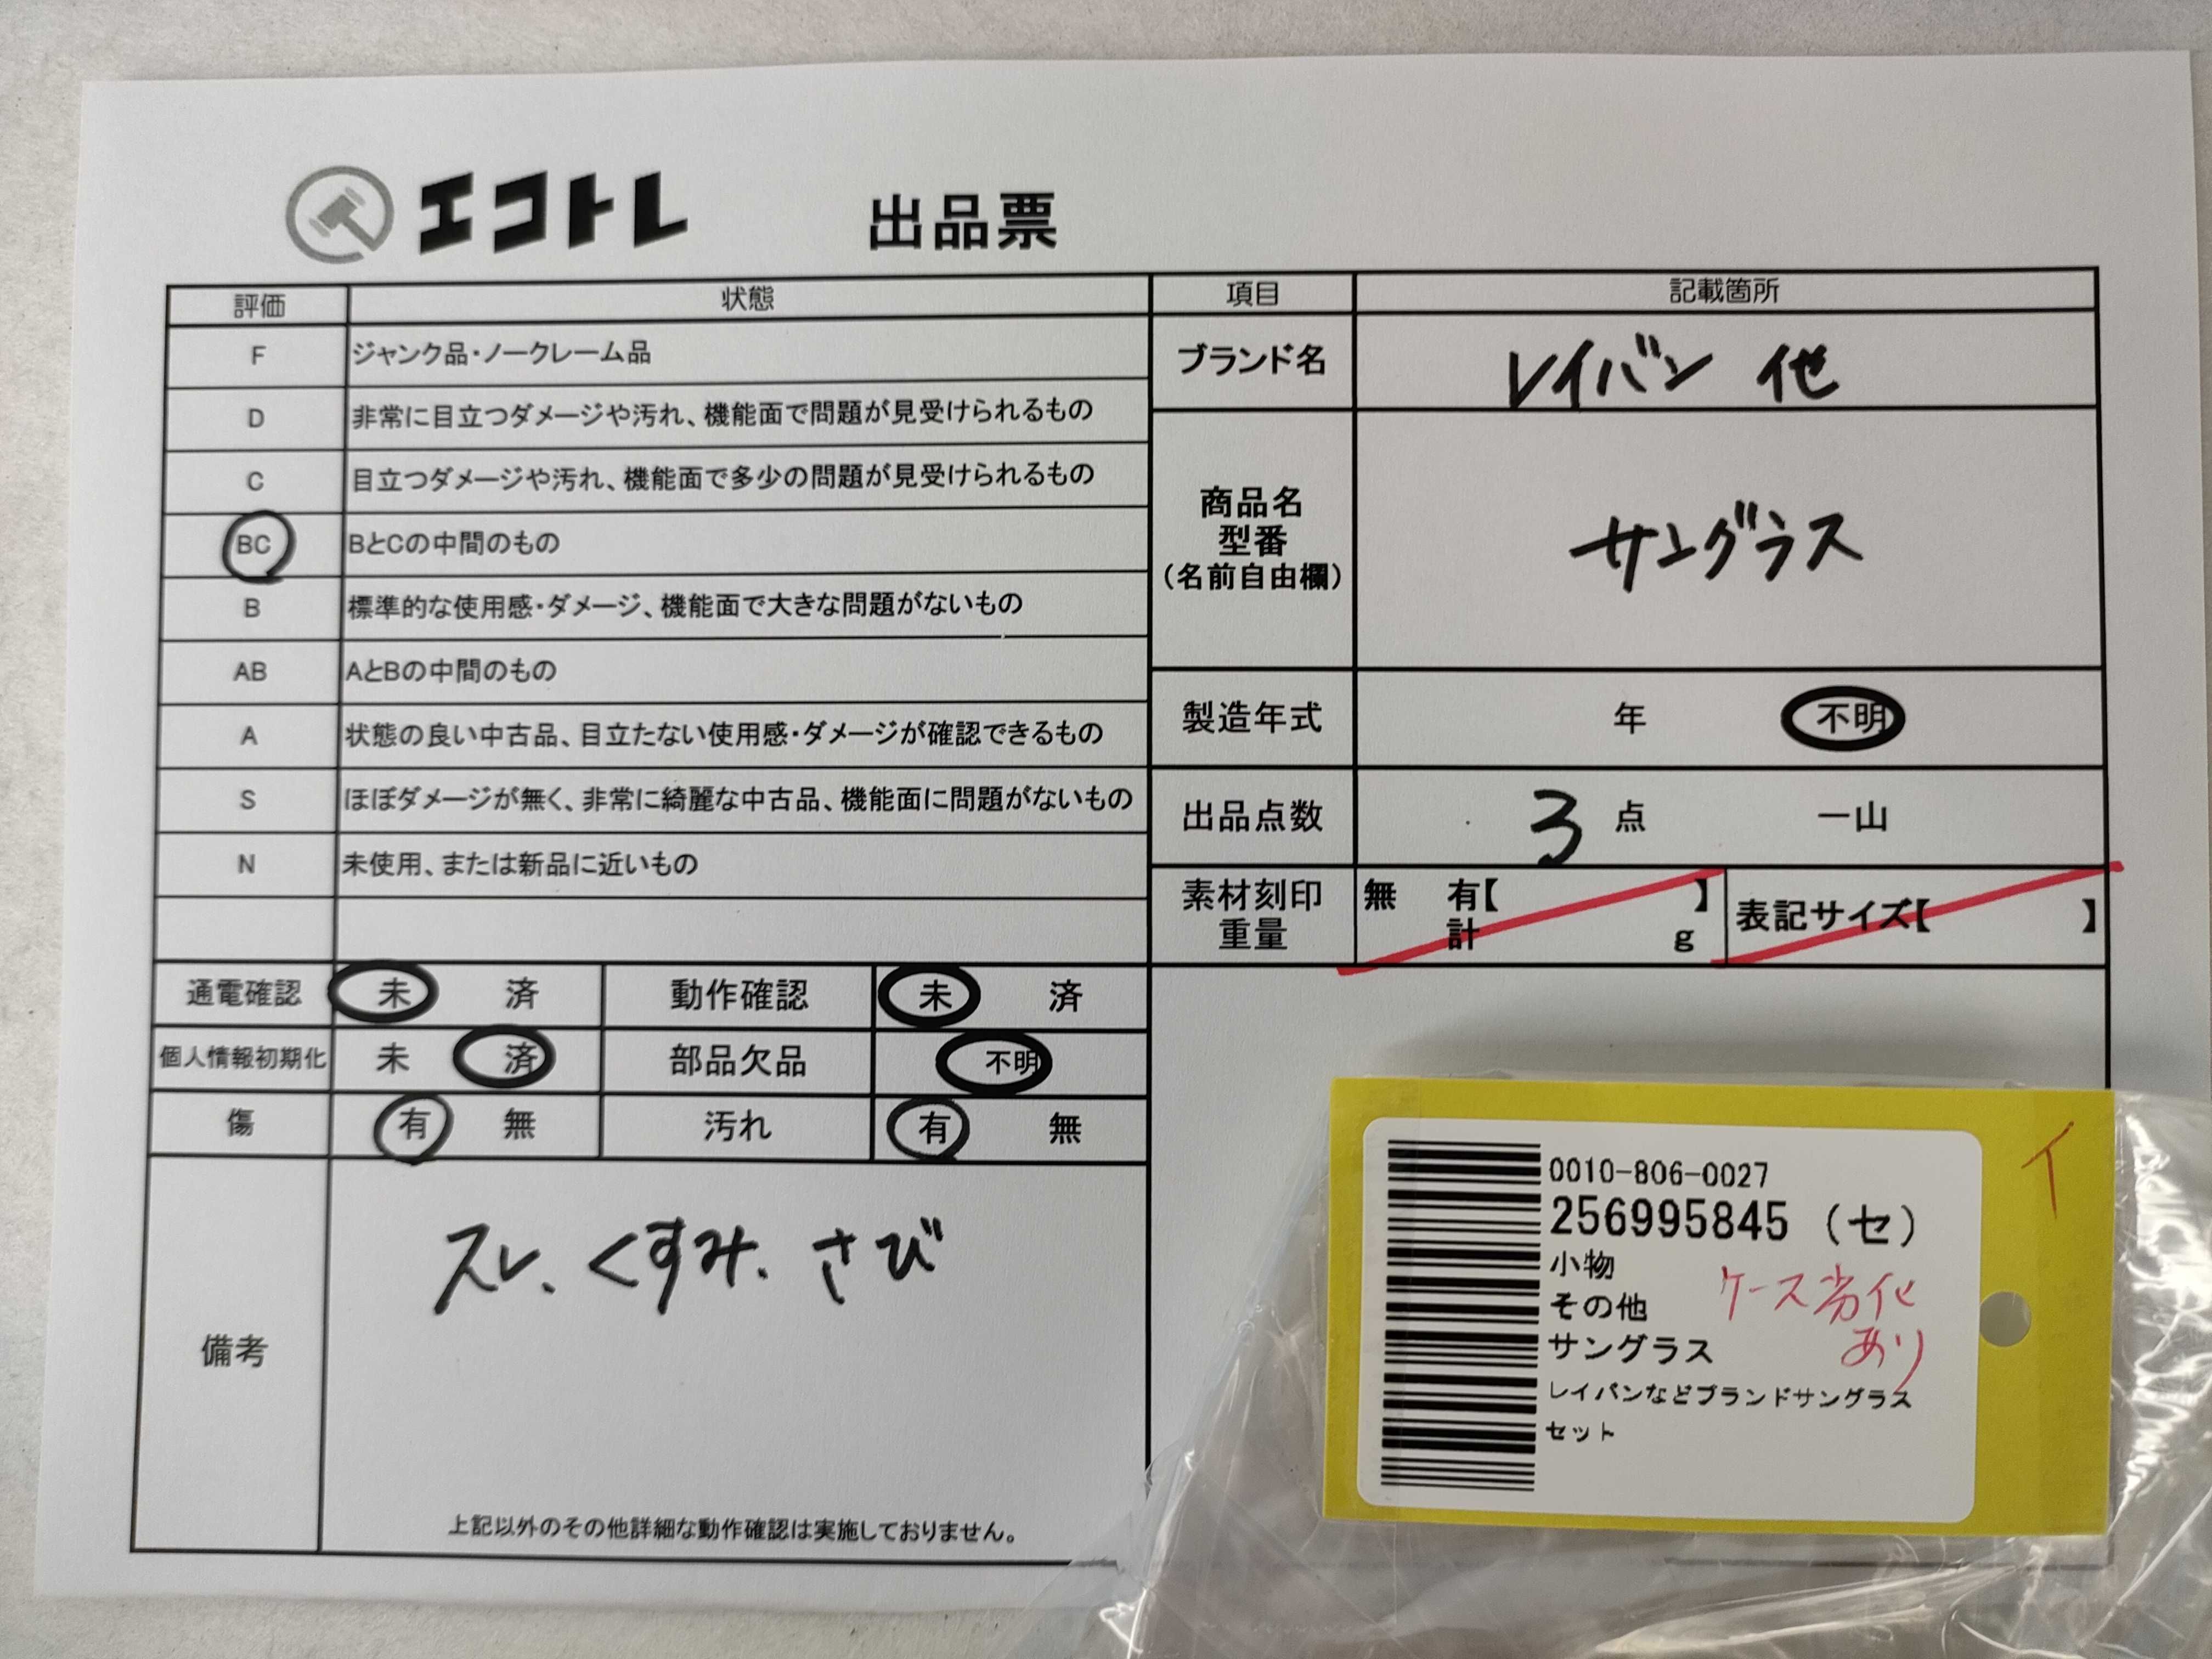 エコトレ 出品票
評価 状態
F ジャンク品・ノークレーム品
D 非常に目立つダメージや汚れ、機能面で問題が見受けられるもの
C 目立つダメージや汚れ、機能面で多少の問題が見受けられるもの
BC BとCの中間のもの
B 標準的な使用感・ダメージ、機能面で大きな問題がないもの
AB AとBの中間のもの
A 状態の良い中古品、目立たない使用感・ダメージが確認できるもの
S ほぼダメージが無く、非常に綺麗な中古品、機能面に問題がないもの
N 未使用、または新品に近いもの
通電確認 未 済 動作確認 未 済
個人情報初期化 未 済 部品欠品 不明
傷 有 無 汚れ 有 無
備考
スレ、くすみ、さび
上記以外のその他詳細な動作確認は実施しておりません。
項目 記載箇所
ブランド名 レイバン 他
商品名
型番
(名前自由欄)
サングラス
製造年式 年 不明
出品点数 3 点 一山
素材刻印 無 有【 】
重量 計 g
表記サイズ【 】
イ
0010-806-0027
256995845 (セ)
小物
その他
サングラス
レイバンなどブランドサングラス
セット
ケース劣化
あり